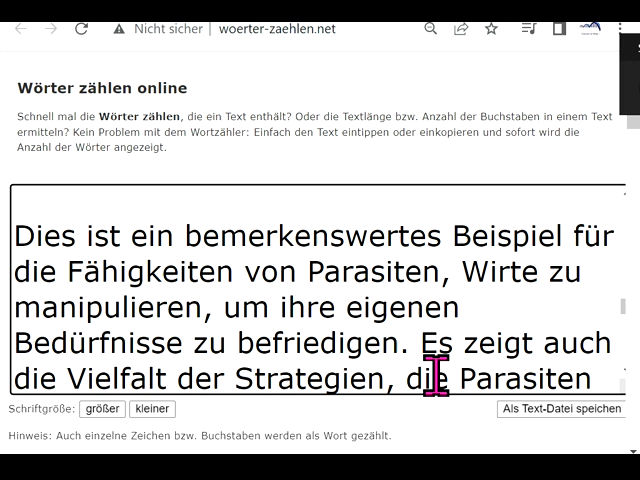 Nicht sicher | woerter-zaehlen.net
Wörter zählen online
Schnell mal die Wörter zählen, die ein Text enthält? Oder die Textlänge bzw. Anzahl der Buchstaben in einem Text
ermitteln? Kein Problem mit dem Wortzähler: Einfach den Text eintippen oder einkopieren und sofort wird die
Anzahl der Wörter angezeigt.
Dies ist ein bemerkenswertes Beispiel für
die Fähigkeiten von Parasiten, Wirte zu
manipulieren, um ihre eigenen
Bedürfnisse zu befriedigen. Es zeigt auch
die Vielfalt der Strategien, die Parasiten
Schriftgröße: größer kleiner Als Text-Datei speichen
Hinweis: Auch einzelne Zeichen bzw. Buchstaben werden als Wort gezählt.